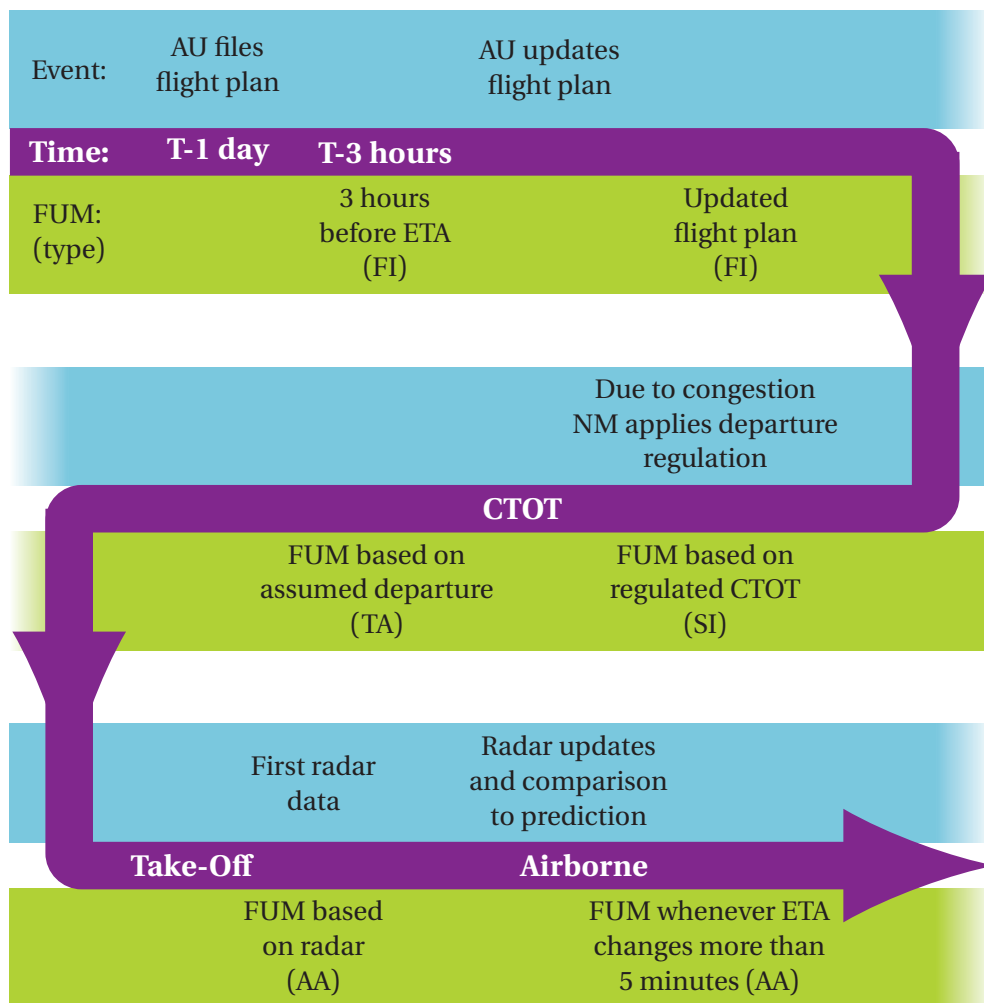 Event:
AU files
flight plan
AU updates
flight plan
Time:
T-1 day
T-3 hours
FUM:
(type)
3 hours
before ETA
(FI)
Updated
flight plan
(FI)
Due to congestion
NM applies departure
regulation
CTOT
FUM based on
assumed departure
(TA)
FUM based on
regulated CTOT
(SI)
First radar
data
Radar updates
and comparison
to prediction
Take-Off
Airborne
FUM based
on radar
(AA)
FUM whenever ETA
changes more than
5 minutes (AA)